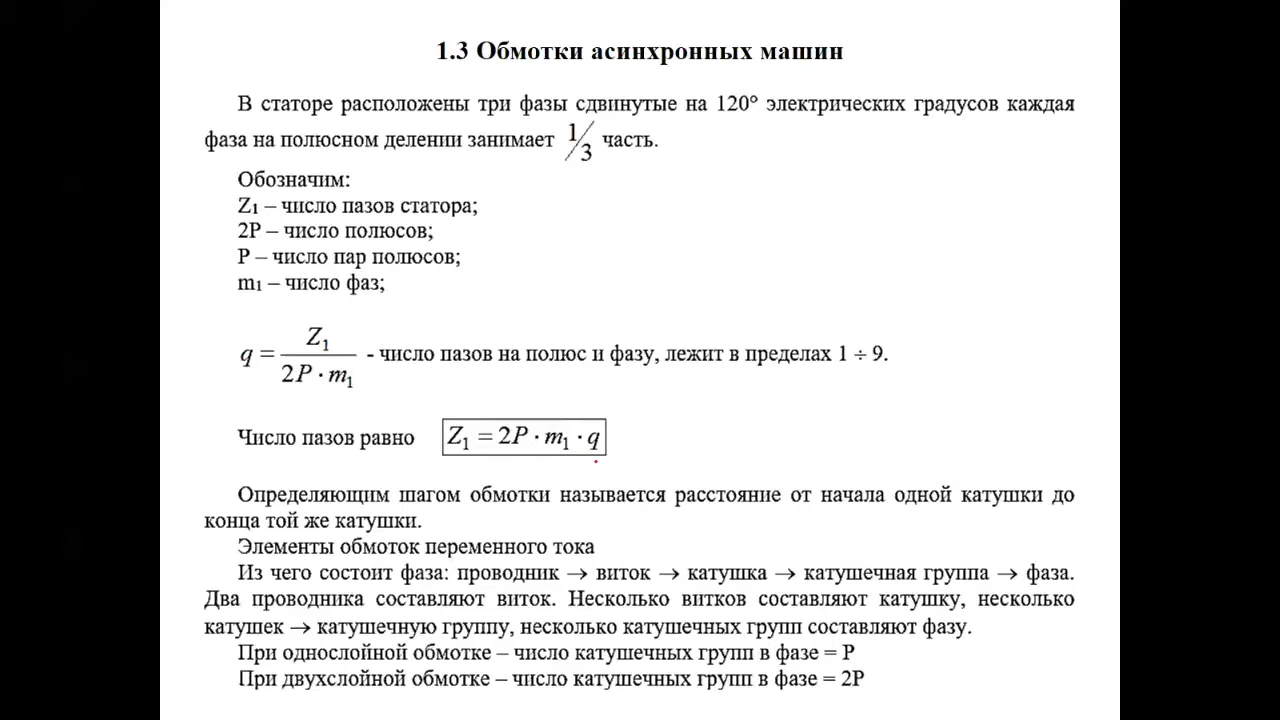 1.3 Обмотки асинхронных машин
В статоре расположены три фазы сдвинутые на 120° электрических градусов каждая
фаза на полюсном делении занимает 1/3 часть.
Обозначим:
Z₁ – число пазов статора;
2P – число полюсов;
P – число пар полюсов;
m₁ – число фаз;
q = Z₁ / 2P · m₁ - число пазов на полюс и фазу, лежит в пределах 1 ÷ 9.
Число пазов равно Z₁ = 2P · m₁ · q
Определяющим шагом обмотки называется расстояние от начала одной катушки до
конца той же катушки.
Элементы обмоток переменного тока
Из чего состоит фаза: проводник → виток → катушка → катушечная группа → фаза.
Два проводника составляют виток. Несколько витков составляют катушку, несколько
катушек → катушечную группу, несколько катушечных групп составляют фазу.
При однослойной обмотке – число катушечных групп в фазе = P
При двухслойной обмотке – число катушечных групп в фазе = 2P